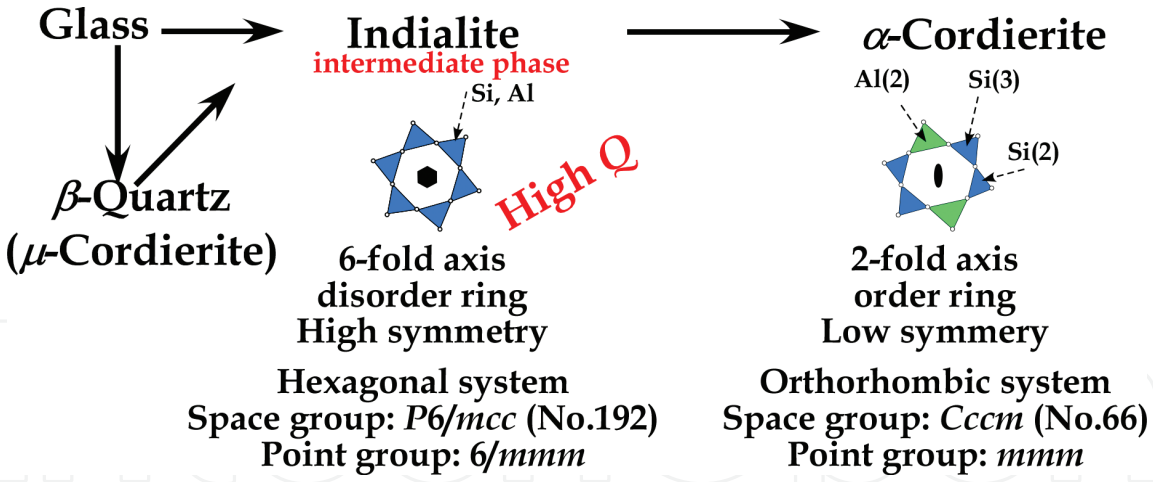 Glass
Indialite
intermediate phase
α-Cordierite
Si, Al
Al(2)
Si(3)
Si(2)
High Q
β-Quartz
(μ-Cordierite)
6-fold axis
disorder ring
High symmetry
2-fold axis
order ring
Low symmery
Hexagonal system
Space group: P6/mcc (No.192)
Point group: 6/mmm
Orthorhombic system
Space group: Cccm (No.66)
Point group: mmm